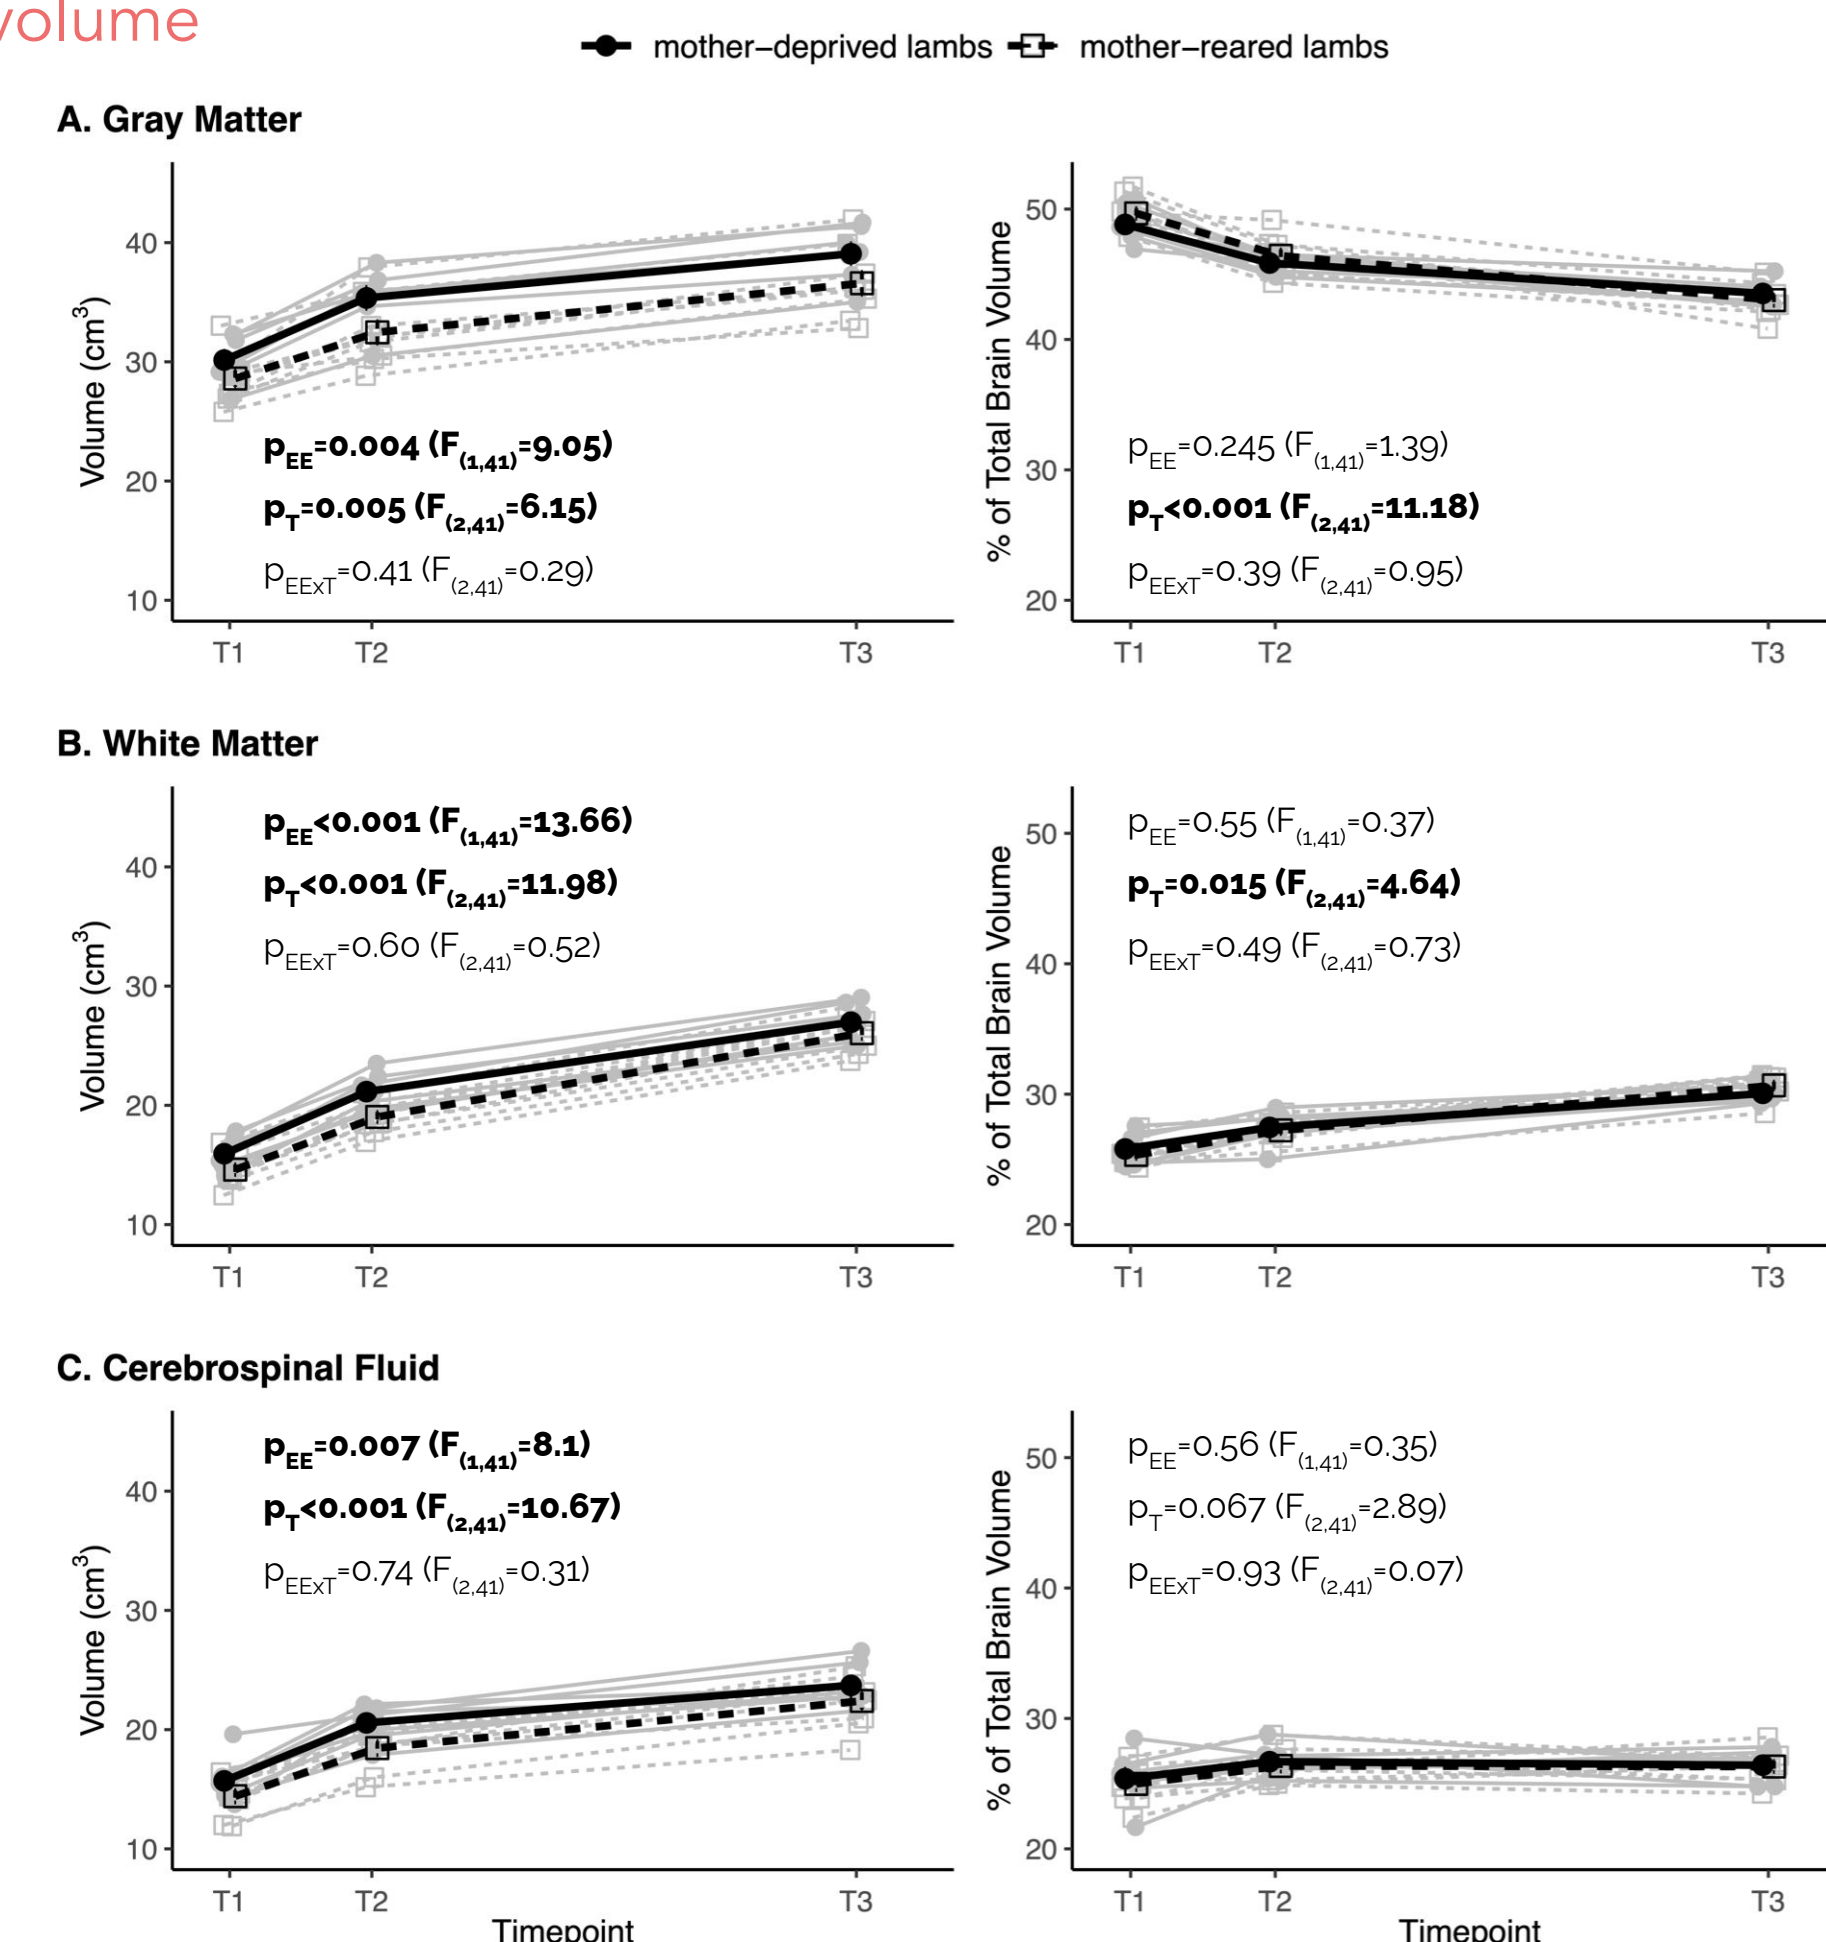 volume
mother-deprived lambs mother-reared lambs
A. Gray Matter
Volume (cm³)
40
30
20
10
pEE=0.004 (F(1,41)=9.05)
pT=0.005 (F(2,41)=6.15)
pEExT=0.41 (F(2,41)=0.29)
T1 T2 T3
% of Total Brain Volume
50
40
30
20
pEE=0.245 (F(1,41)=1.39)
pT<0.001 (F(2,41)=11.18)
pEExT=0.39 (F(2,41)=0.95)
T1 T2 T3
B. White Matter
Volume (cm³)
40
30
20
10
pEE<0.001 (F(1,41)=13.66)
pT<0.001 (F(2,41)=11.98)
pEExT=0.60 (F(2,41)=0.52)
T1 T2 T3
% of Total Brain Volume
50
40
30
20
pEE=0.55 (F(1,41)=0.37)
pT=0.015 (F(2,41)=4.64)
pEExT=0.49 (F(2,41)=0.73)
T1 T2 T3
C. Cerebrospinal Fluid
Volume (cm³)
40
30
20
10
pEE=0.007 (F(1,41)=8.1)
pT<0.001 (F(2,41)=10.67)
pEExT=0.74 (F(2,41)=0.31)
T1 T2 T3
Timepoint
% of Total Brain Volume
50
40
30
20
pEE=0.56 (F(1,41)=0.35)
pT=0.067 (F(2,41)=2.89)
pEExT=0.93 (F(2,41)=0.07)
T1 T2 T3
Timepoint